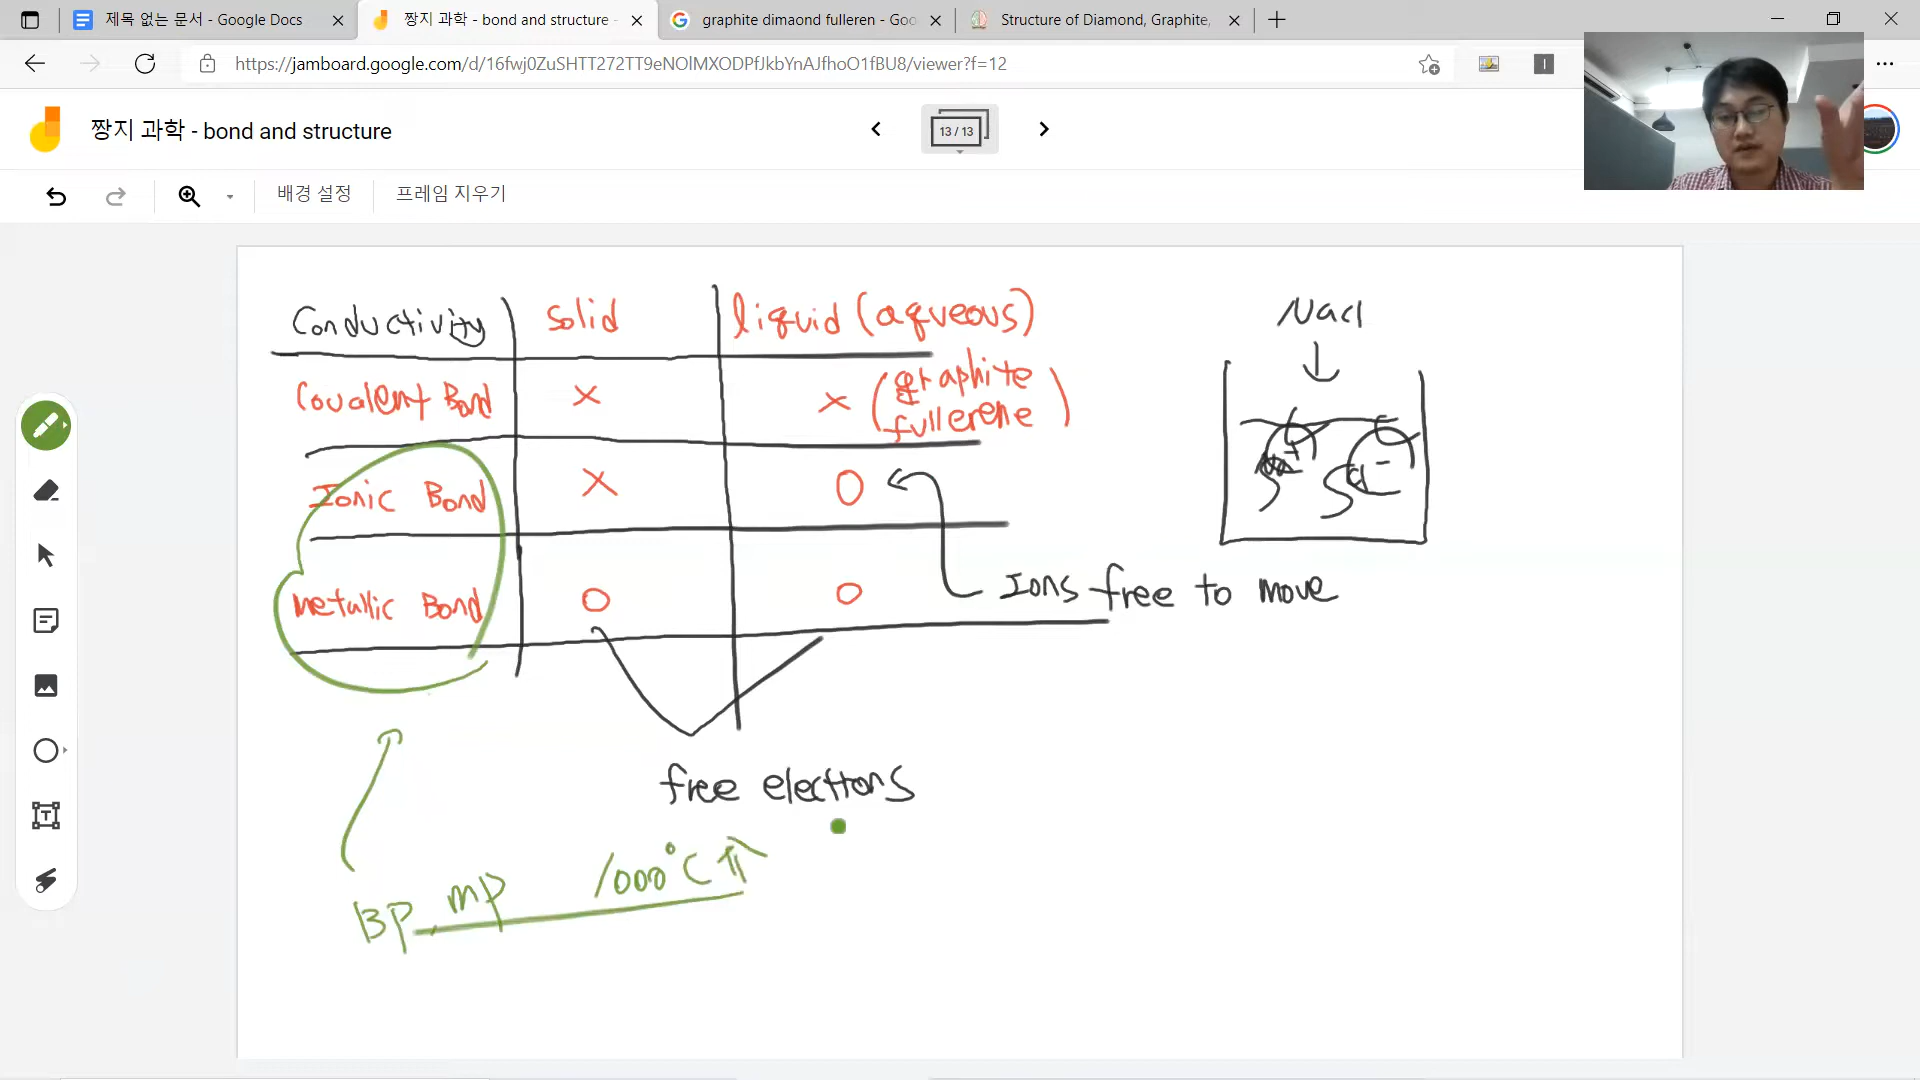 제목 없는 문서 - Google Docs
짱지 과학 - bond and structure -
graphite dimaond fulleren - Goo
Structure of Diamond, Graphite,
https://jamboard.google.com/d/16fwj0ZuSHTT272TT9eNOlMXODPfJkbYnAJfhoO1fBU8/viewer?f=12
짱지 과학 - bond and structure
13 / 13
배경 설정
프레임 지우기
Conductivity solid liquid (aqueous)
Covalent Bond × × (graphite
fullerene)
Ionic Bond × O
Metallic Bond O O
NaCl
+ Cl -
Ions free to move
free electrons
BP, MP 1000°C ↑